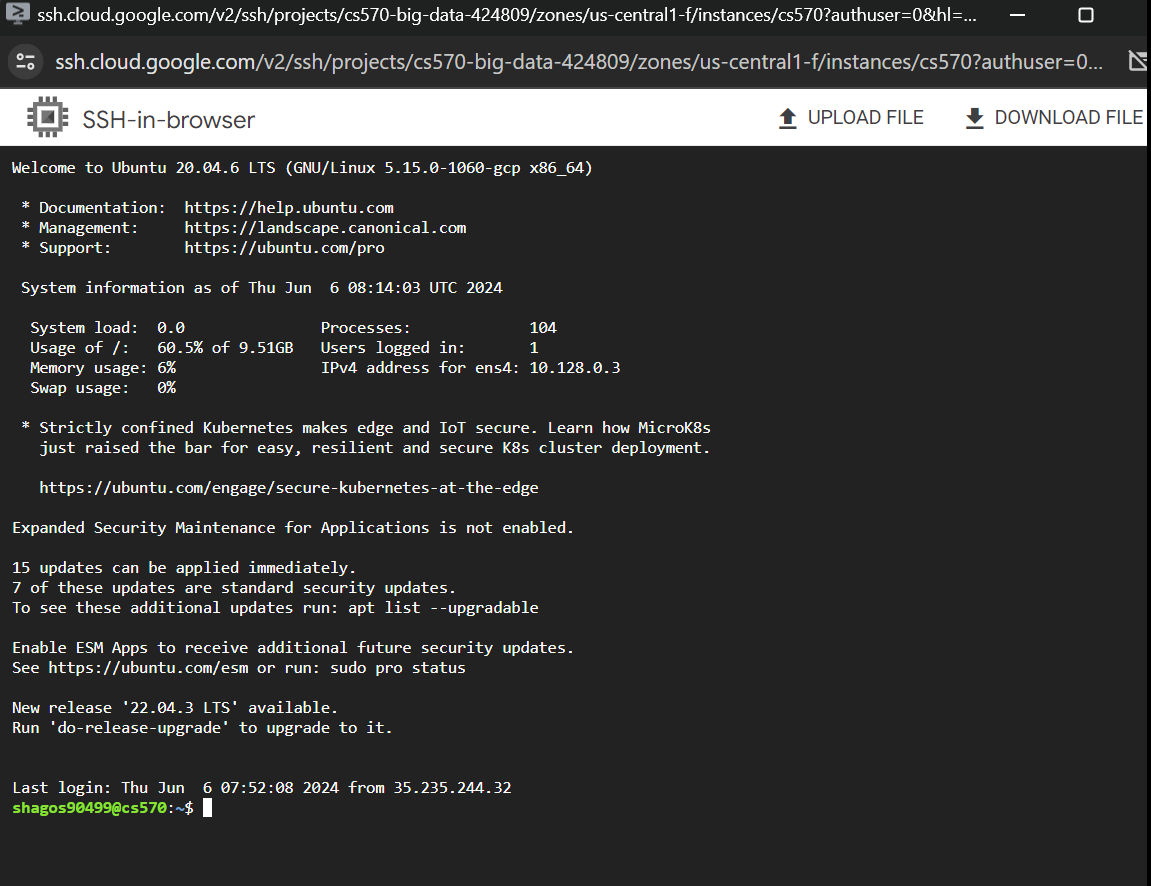 ssh.cloud.google.com/v2/ssh/projects/cs570-big-data-424809/zones/us-central1-f/instances/cs570?authuser=0&hl=...
ssh.cloud.google.com/v2/ssh/projects/cs570-big-data-424809/zones/us-central1-f/instances/cs570?authuser=0...
SSH-in-browser UPLOAD FILE DOWNLOAD FILE
Welcome to Ubuntu 20.04.6 LTS (GNU/Linux 5.15.0-1060-gcp x86_64)
* Documentation: https://help.ubuntu.com
* Management: https://landscape.canonical.com
* Support: https://ubuntu.com/pro
System information as of Thu Jun 6 08:14:03 UTC 2024
System load: 0.0 Processes: 104
Usage of /: 60.5% of 9.51GB Users logged in: 1
Memory usage: 6% IPv4 address for ens4: 10.128.0.3
Swap usage: 0%
* Strictly confined Kubernetes makes edge and IoT secure. Learn how MicroK8s
just raised the bar for easy, resilient and secure K8s cluster deployment.
https://ubuntu.com/engage/secure-kubernetes-at-the-edge
Expanded Security Maintenance for Applications is not enabled.
15 updates can be applied immediately.
7 of these updates are standard security updates.
To see these additional updates run: apt list --upgradable
Enable ESM Apps to receive additional future security updates.
See https://ubuntu.com/esm or run: sudo pro status
New release '22.04.3 LTS' available.
Run 'do-release-upgrade' to upgrade to it.
Last login: Thu Jun 6 07:52:08 2024 from 35.235.244.32
shagos90499@cs570:~$